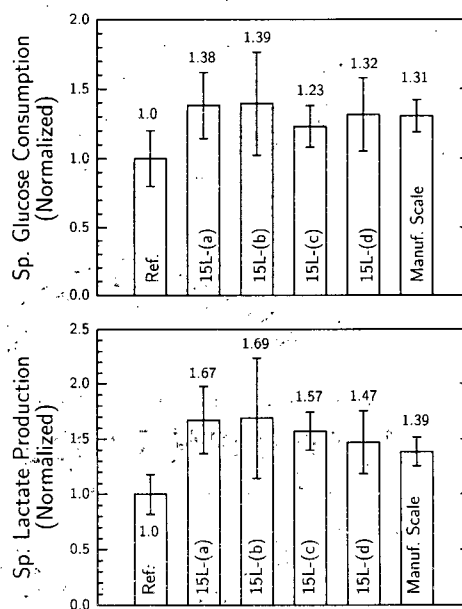 Sp. Glucose Consumption
(Normalized)
2.0
1.5
1.0
0.5
0.0
1.0
1.38
1.39
1.23
1.32
1.31
Ref.
15L-(a)
15L-(b)
15L-(c)
15L-(d)
Manuf. Scale
Sp. Lactate Production
(Normalized)
2.5
2.0
1.5
1.0
0.5
0.0
1.0
1.67
1.69
1.57
1.47
1.39
Ref.
15L-(a)
15L-(b)
15L-(c)
15L-(d)
Manuf. Scale